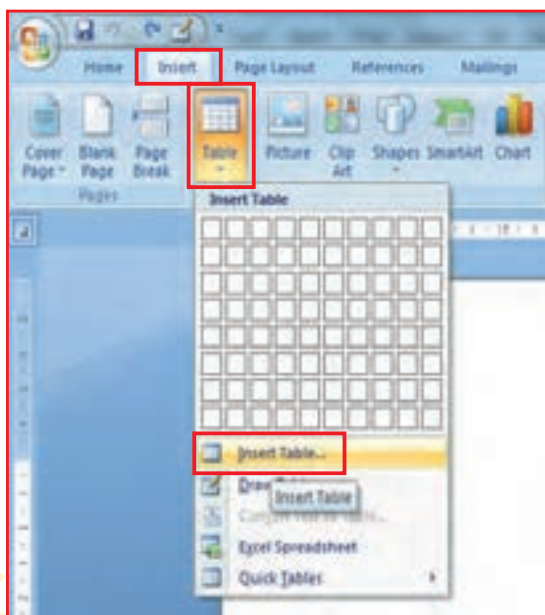 Home Insert Page Layout References Mailings
Cover Page Blank Page Page Break Table Picture Clip Art Shapes SmartArt Chart
Pages
Insert Table
Insert Table...
Draw
Insert Table
Excel Spreadsheet
Quick Tables